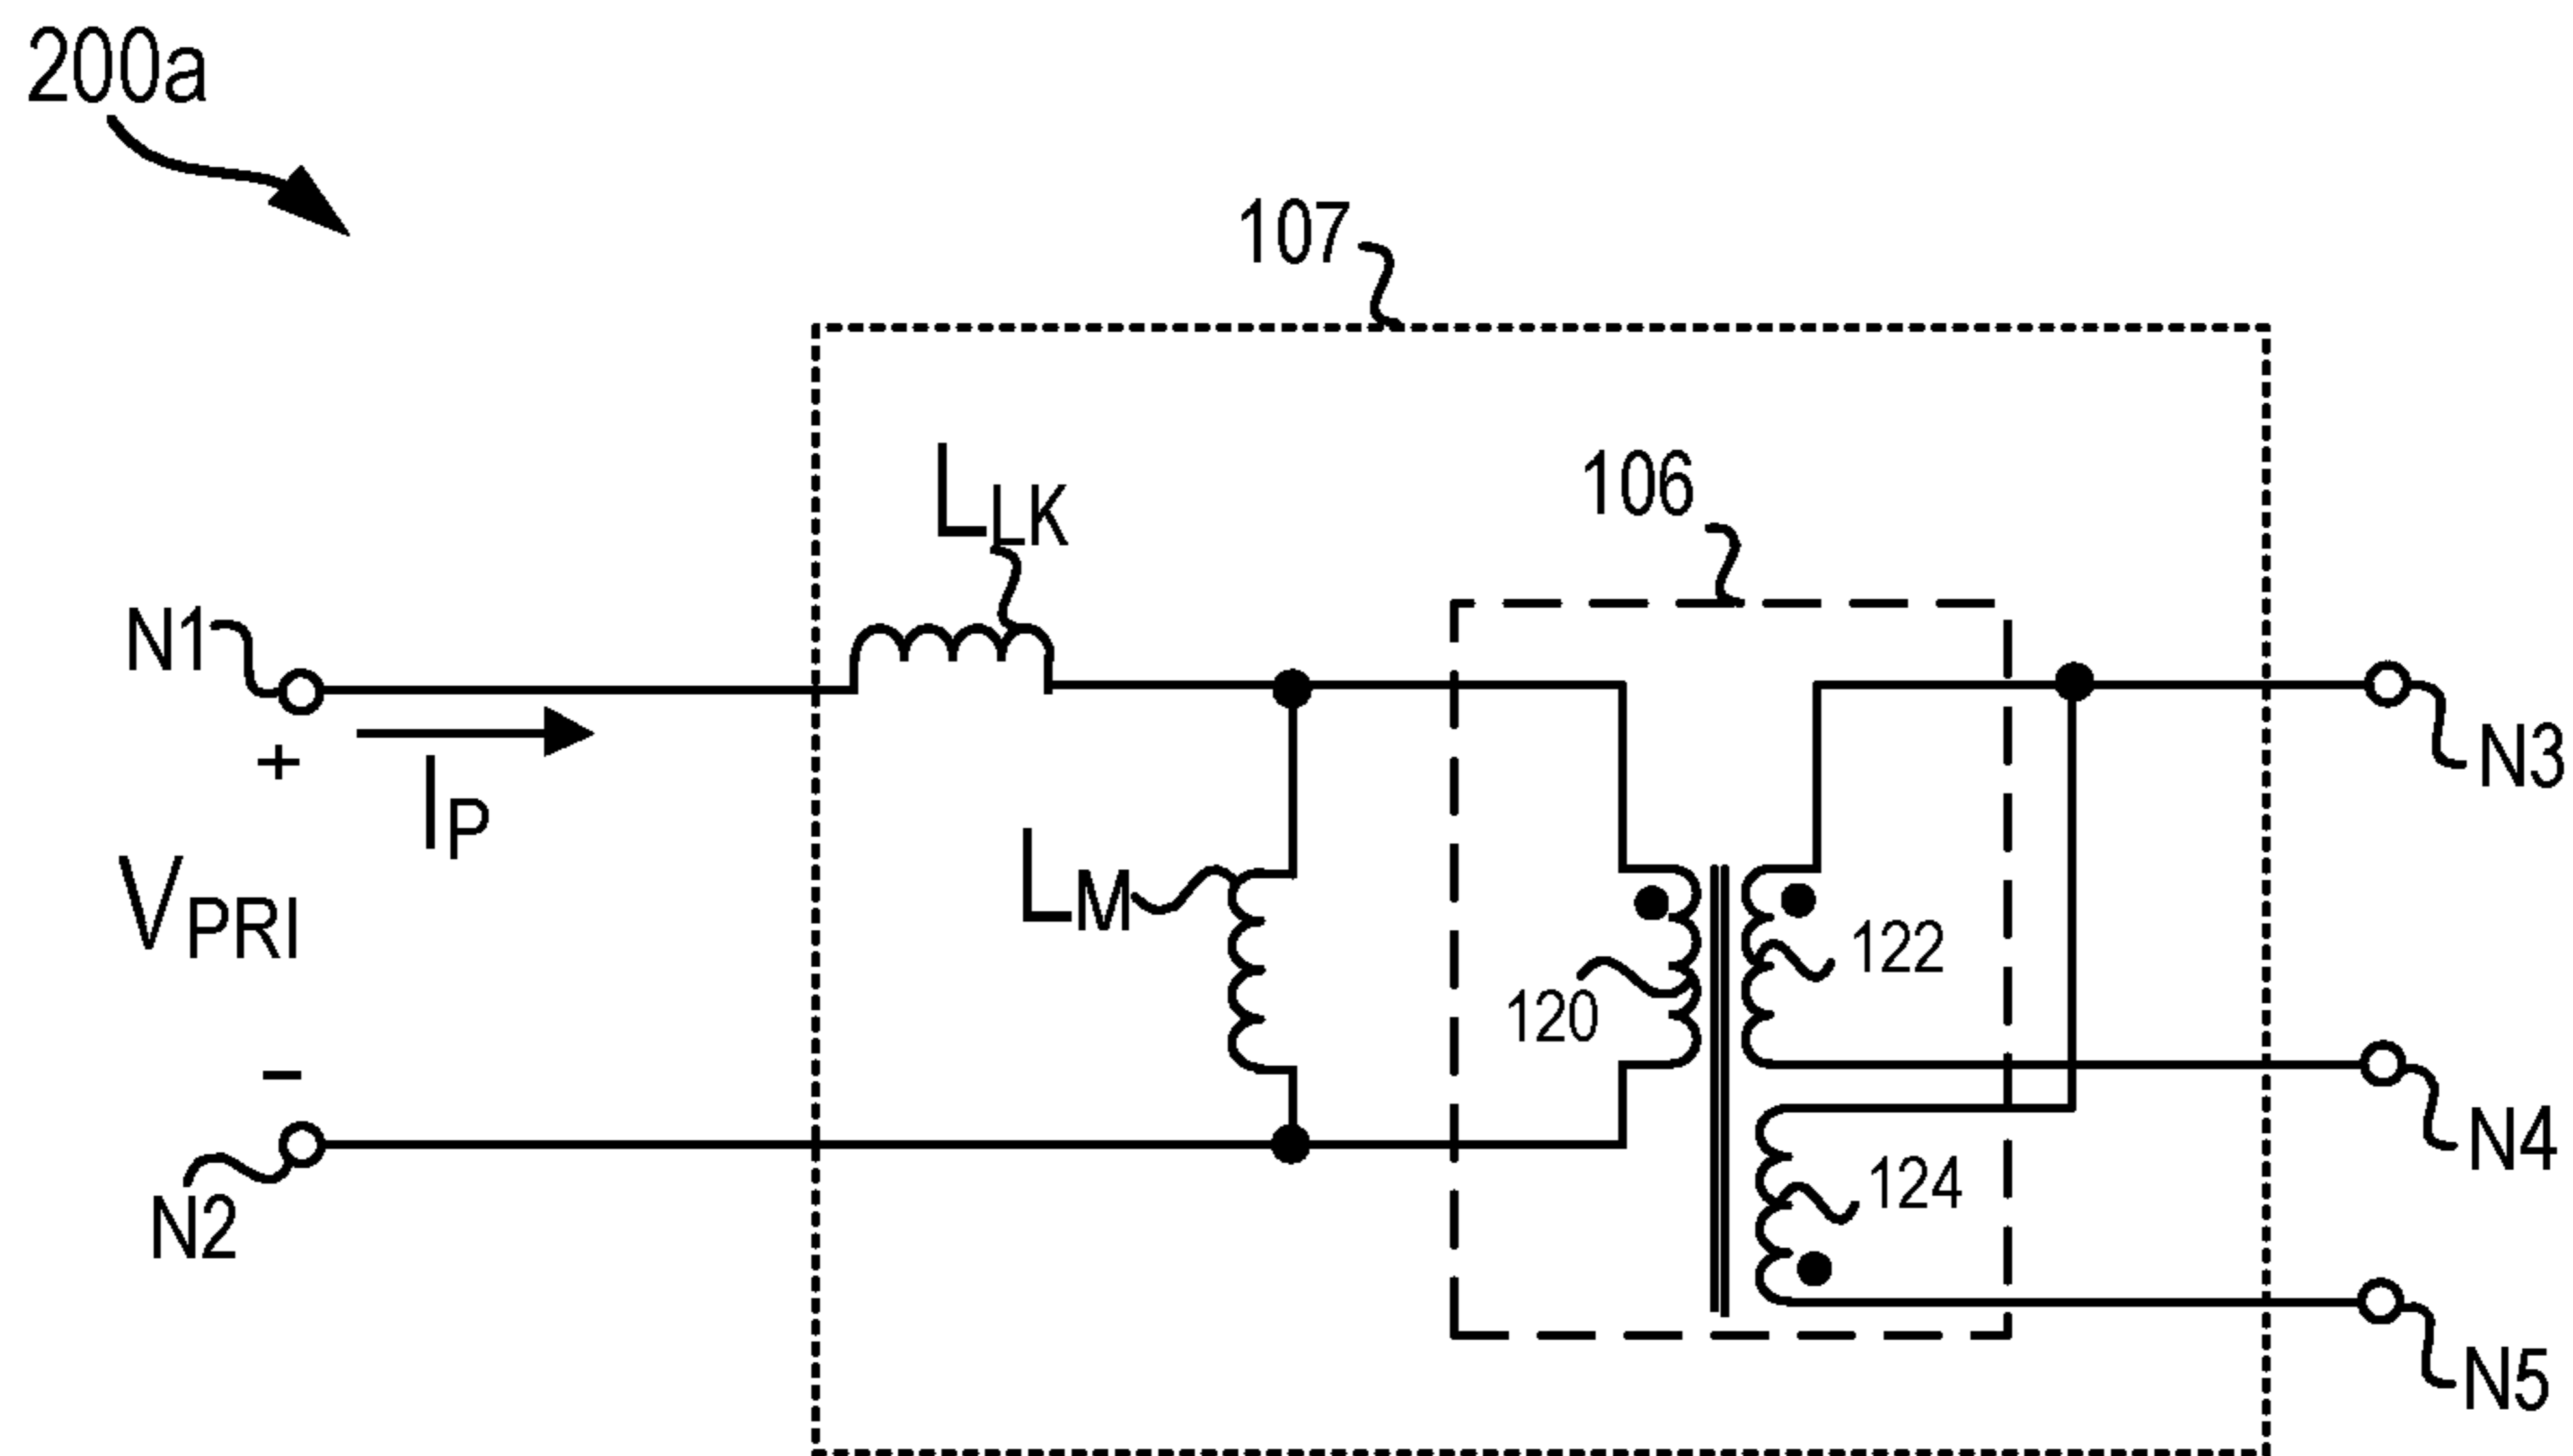 200a
107
L_LK
106
N1
+
I_P
N3
V_PRI
L_M
122
120
−
N4
124
N2
N5